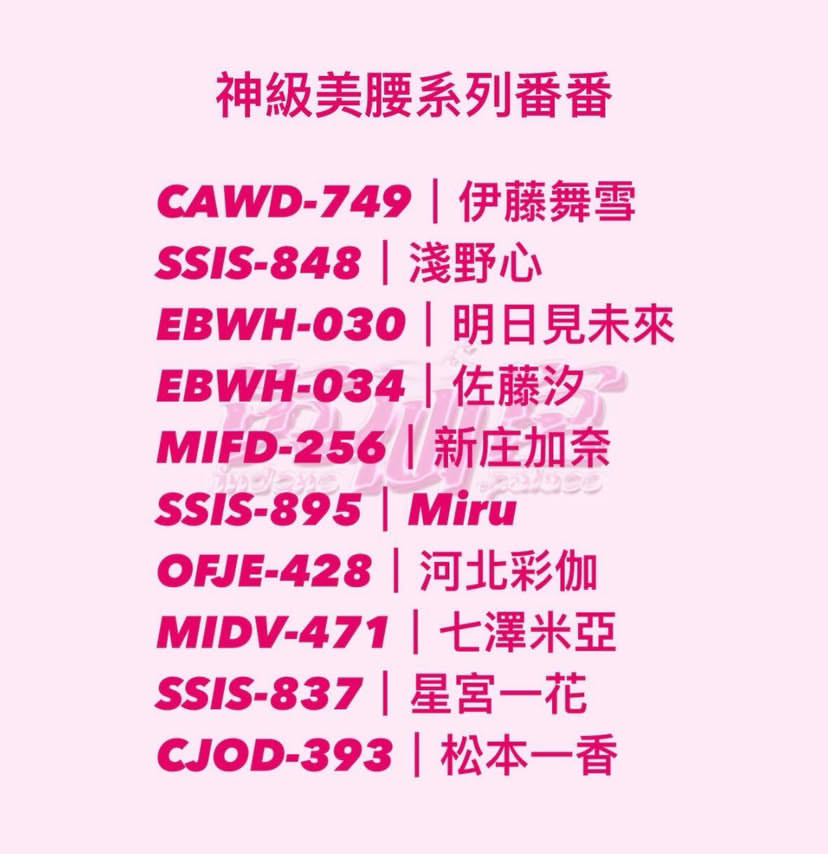 神級美腰系列番番
CAWD-749｜伊藤舞雪
SSIS-848｜淺野心
EBWH-030｜明日見未來
EBWH-034｜佐藤汐
MIFD-256｜新庄加奈
SSIS-895｜Miru
OFJE-428｜河北彩伽
MIDV-471｜七澤米亞
SSIS-837｜星宮一花
CJOD-393｜松本一香